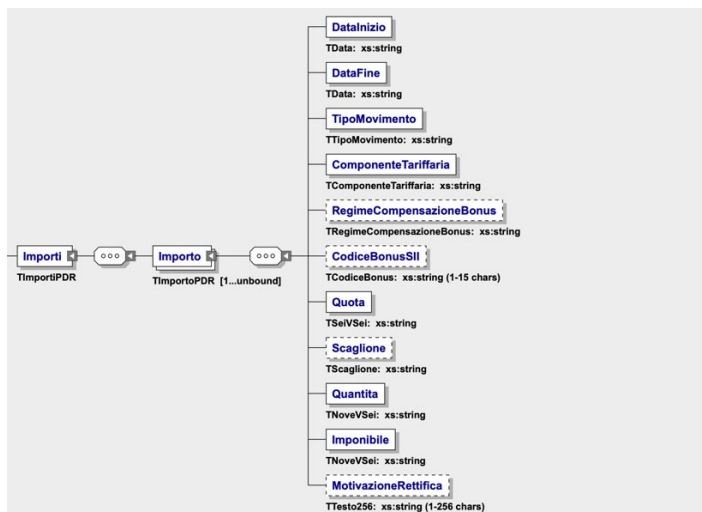 DataInizio
TData: xs:string
DataFine
TData: xs:string
TipoMovimento
TTipoMovimento: xs:string
ComponenteTariffaria
TComponenteTariffaria: xs:string
RegimeCompensazioneBonus
TRegimeCompensazioneBonus: xs:string
Importi
TImportiPDR
Importo
TImportoPDR [1...unbound]
CodiceBonusSII
TCodiceBonus: xs:string (1-15 chars)
Quota
TSeiVSei: xs:string
Scaglione
TScaglione: xs:string
Quantita
TNoveVSei: xs:string
Imponibile
TNoveVSei: xs:string
MotivazioneRettifica
TTesto256: xs:string (1-256 chars)